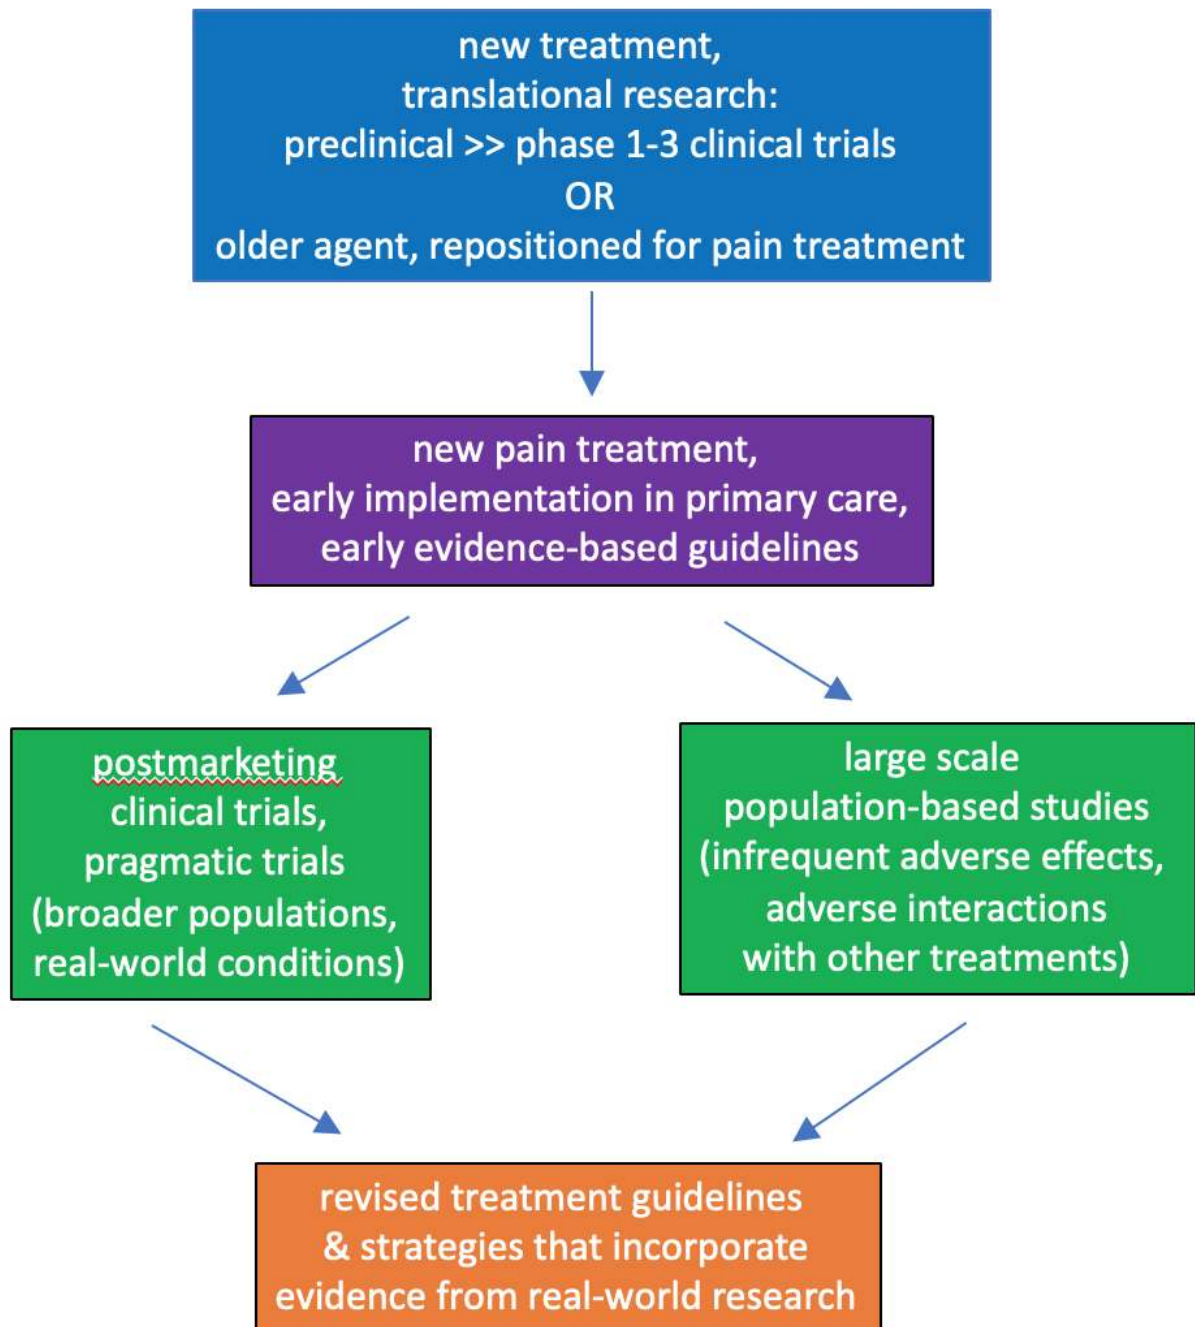 new treatment,
translational research:
preclinical >> phase 1-3 clinical trials
OR
older agent, repositioned for pain treatment
new pain treatment,
early implementation in primary care,
early evidence-based guidelines
postmarketing
clinical trials,
pragmatic trials
(broader populations,
real-world conditions)
large scale
population-based studies
(infrequent adverse effects,
adverse interactions
with other treatments)
revised treatment guidelines
& strategies that incorporate
evidence from real-world research